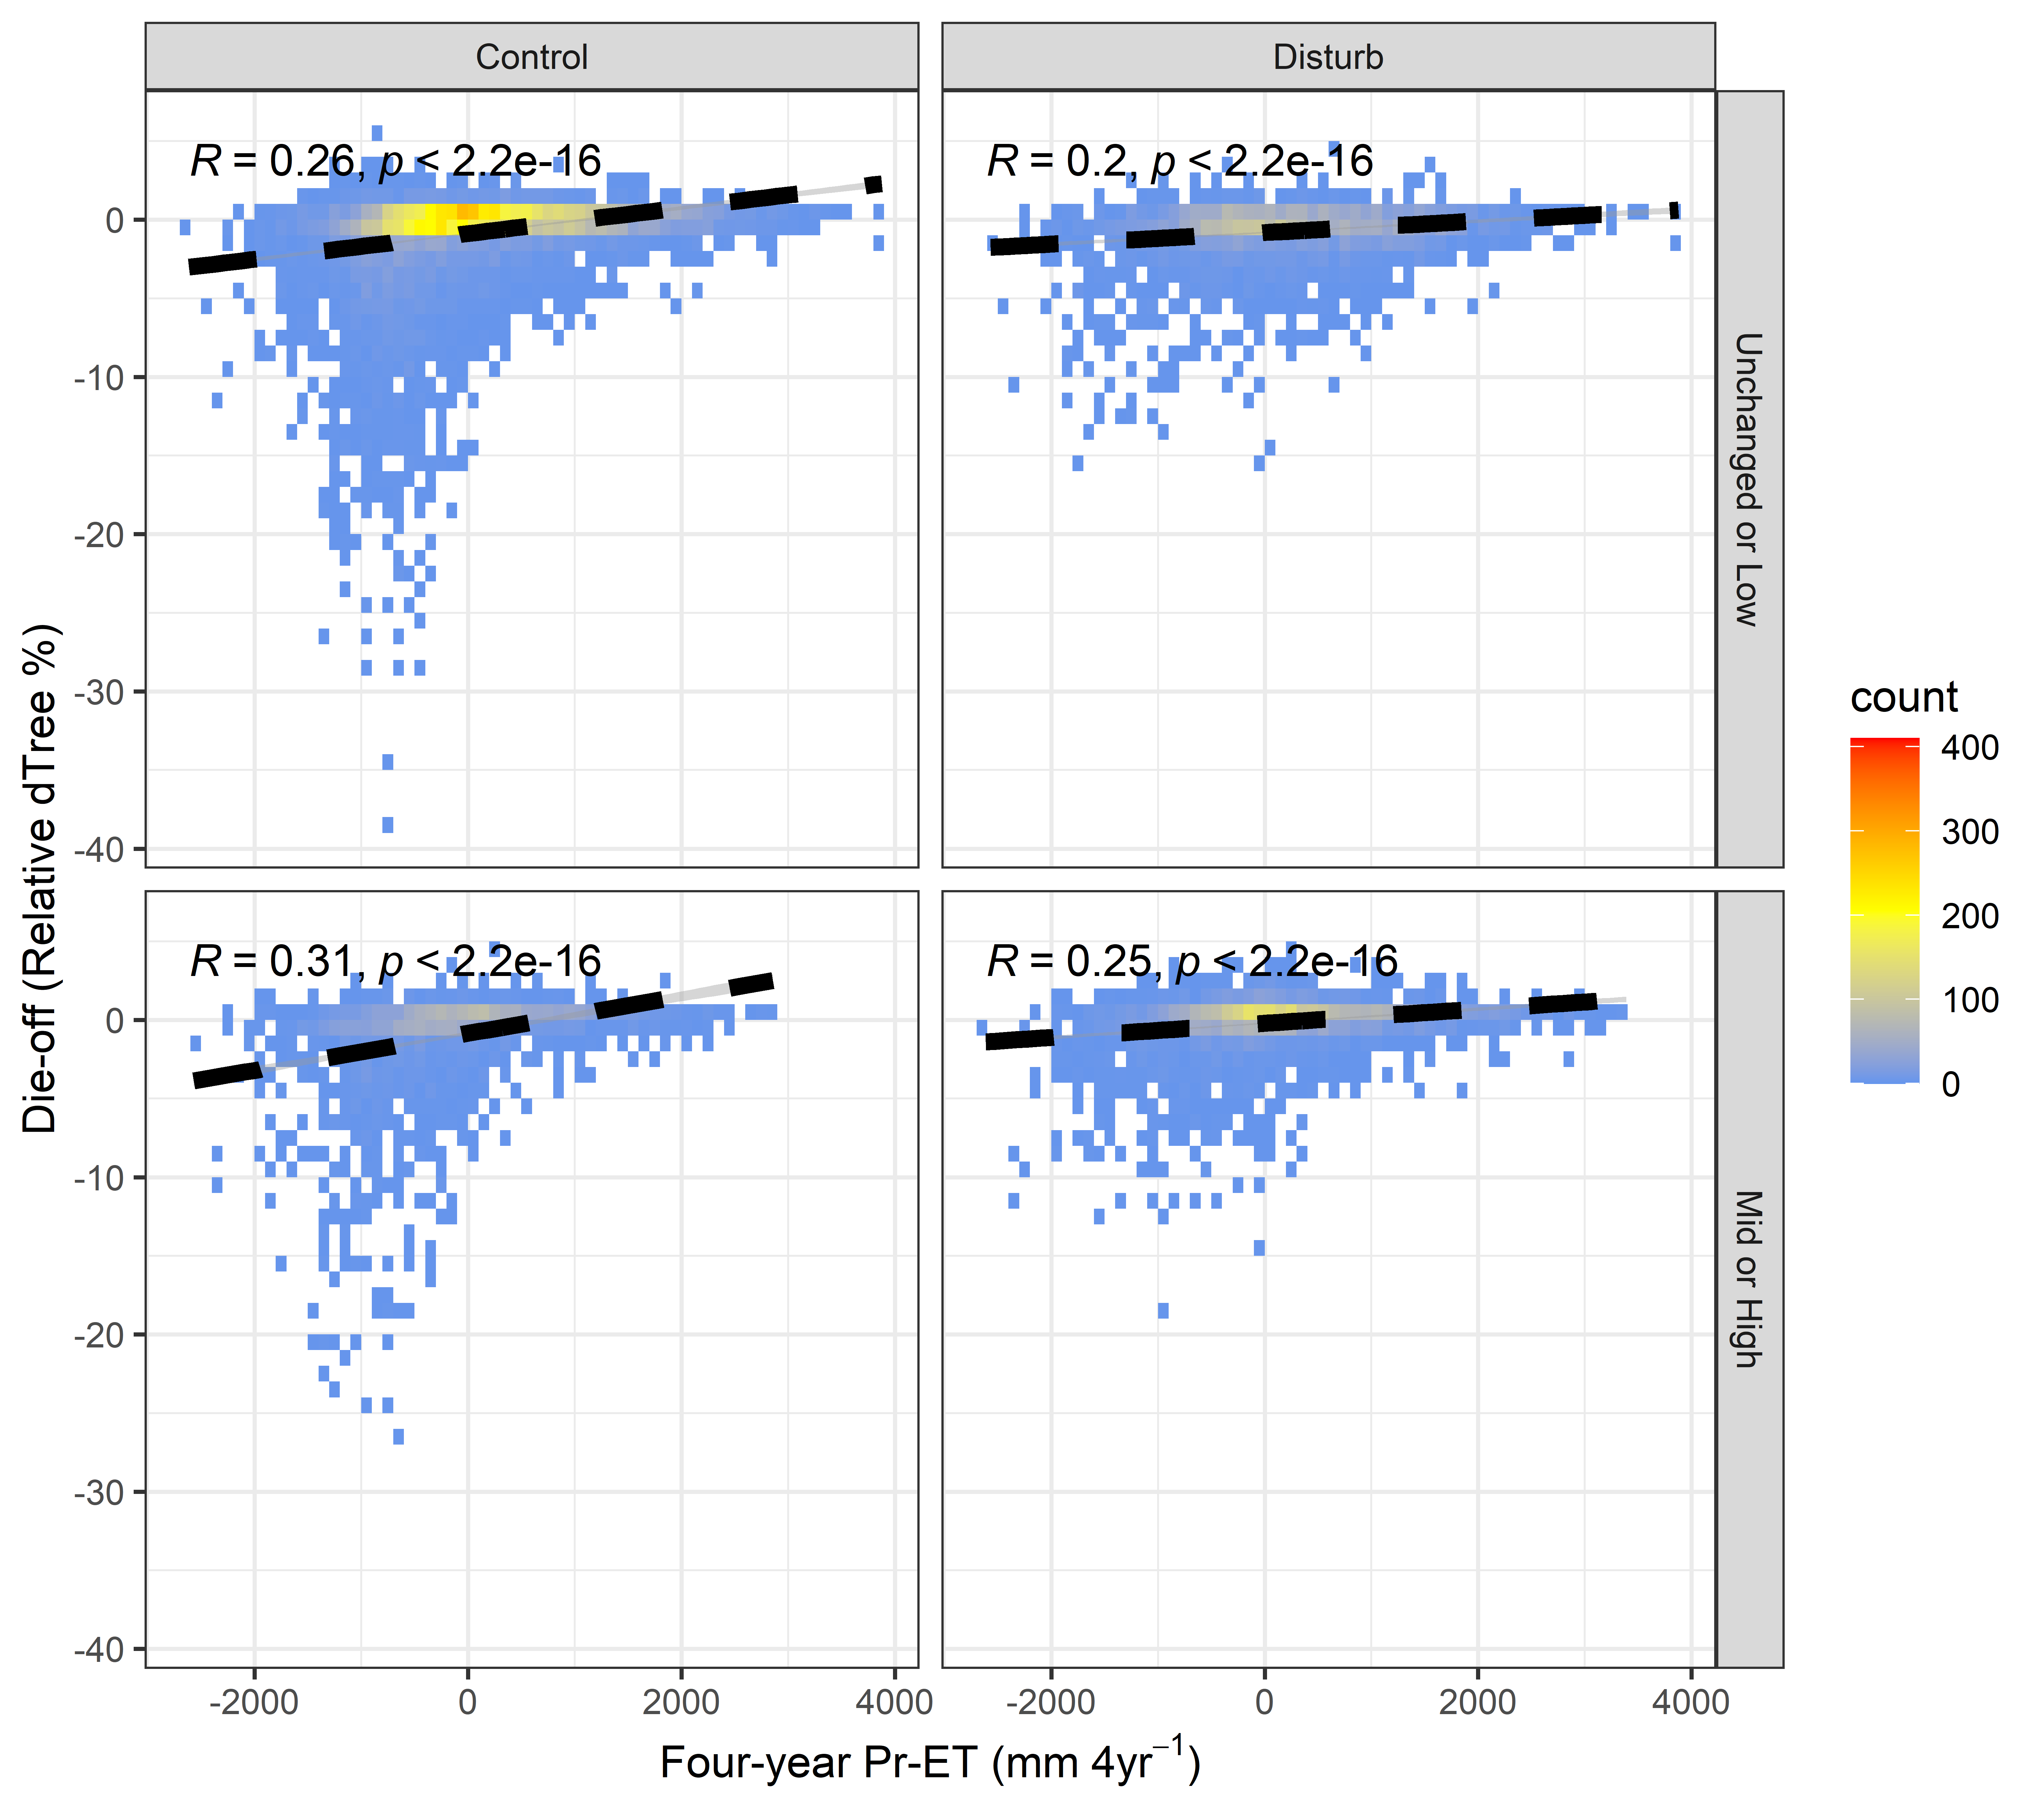 Control
Disturb
R = 0.26, p < 2.2e-16
R = 0.2, p < 2.2e-16
0
-10
-20
-30
-40
Unchanged or Low
R = 0.31, p < 2.2e-16
R = 0.25, p < 2.2e-16
0
-10
-20
-30
-40
Mid or High
-2000 0 2000 4000
-2000 0 2000 4000
Four-year Pr-ET (mm 4yr⁻¹)
Die-off (Relative dTree %)
count
400
300
200
100
0